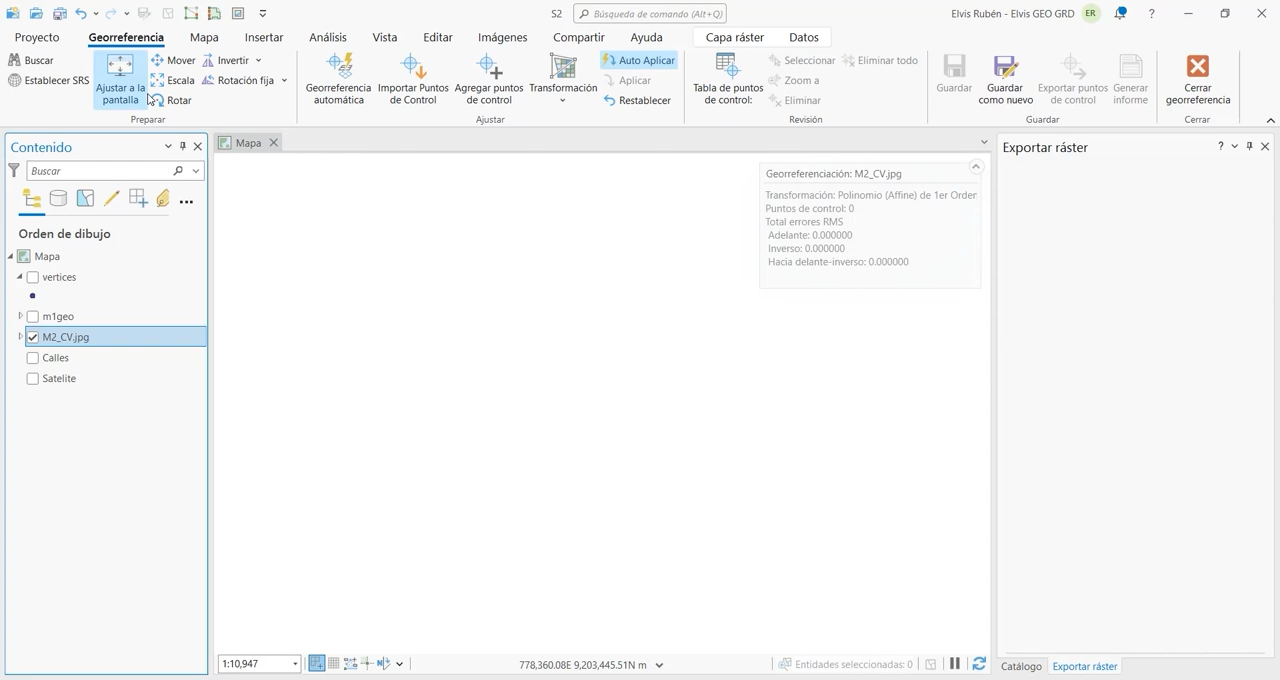 S2
Búsqueda de comando (Alt+Q)
Elvis Rubén - Elvis GEO GRD
ER
?
Proyecto
Georreferencia
Mapa
Insertar
Análisis
Vista
Editar
Imágenes
Compartir
Ayuda
Capa ráster
Datos
Buscar
Establecer SRS
Ajustar a la
pantalla
Mover
Escala
Rotar
Invertir
Rotación fija
Preparar
Georreferencia
automática
Importar Puntos
de Control
Agregar puntos
de control
Transformación
Auto Aplicar
Aplicar
Restablecer
Ajustar
Tabla de puntos
de control:
Seleccionar
Zoom a
Eliminar
Eliminar todo
Revisión
Guardar
Guardar
como nuevo
Exportar puntos
de control
Generar
informe
Guardar
Cerrar
georreferencia
Cerrar
Contenido
Buscar
Orden de dibujo
Mapa
vertices
m1geo
M2_CV.jpg
Calles
Satelite
Mapa
Georreferenciación: M2_CV.jpg
Transformación: Polinomio (Affine) de 1er Orden
Puntos de control: 0
Total errores RMS
Adelante: 0.000000
Inverso: 0.000000
Hacia delante-inverso: 0.000000
1:10,947
778,360.08E 9,203,445.51N m
Entidades seleccionadas: 0
Exportar ráster
?
Catálogo
Exportar ráster